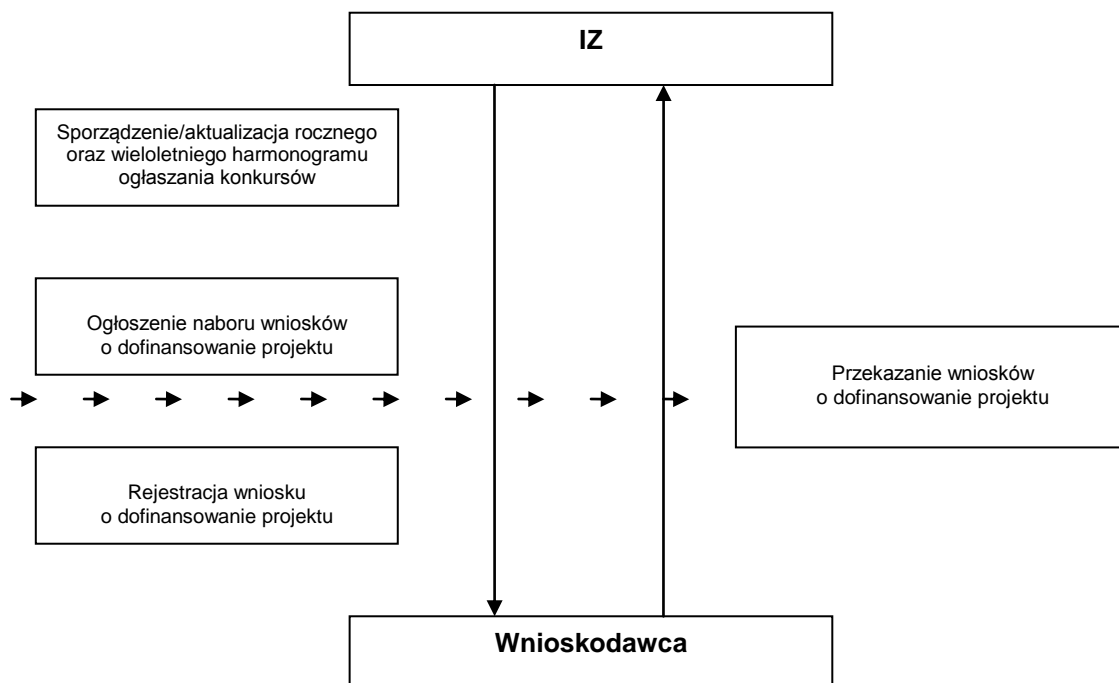 IZ
Sporządzenie/aktualizacja rocznego
oraz wieloletniego harmonogramu
ogłaszania konkursów
Ogłoszenie naboru wniosków
o dofinansowanie projektu
Przekazanie wniosków
o dofinansowanie projektu
Rejestracja wniosku
o dofinansowanie projektu
Wnioskodawca